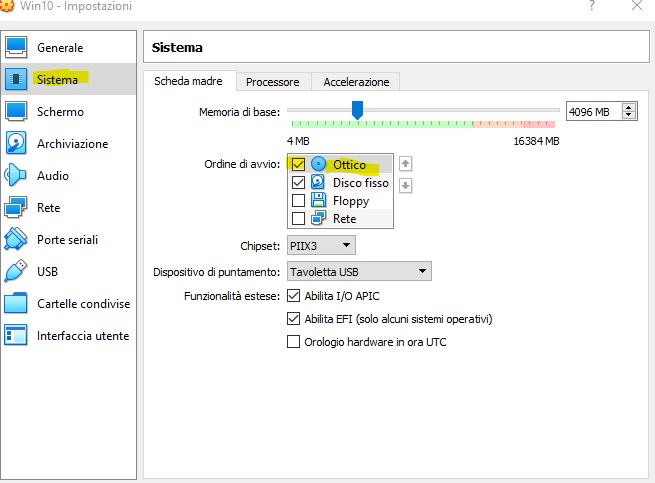 Win10 - Impostazioni
?
Generale
Sistema
Schermo
Archiviazione
Audio
Rete
Porte seriali
USB
Cartelle condivise
Interfaccia utente
Sistema
Scheda madre Processore Accelerazione
Memoria di base: 4096 MB
4 MB 16384 MB
Ordine di avvio: Ottico
Disco fisso
Floppy
Rete
Chipset: PIIX3
Dispositivo di puntamento: Tavoletta USB
Funzionalità estese: Abilita I/O APIC
Abilita EFI (solo alcuni sistemi operativi)
Orologio hardware in ora UTC